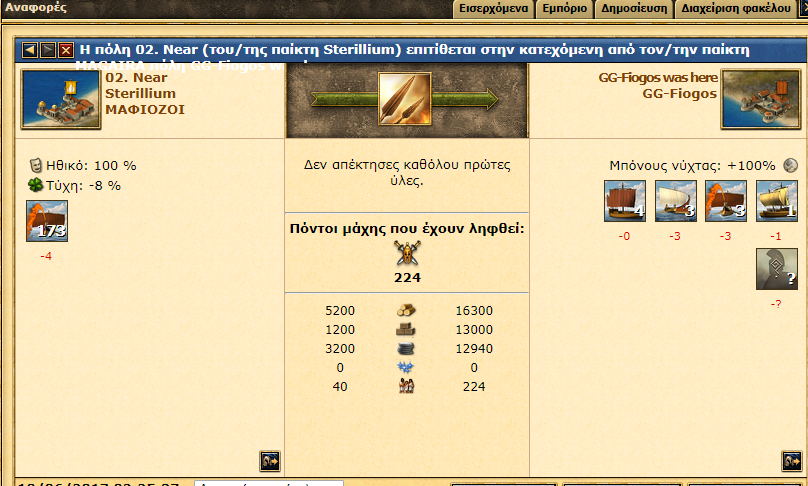 Αναφορές
Εισερχόμενα
Εμπόριο
Δημοσίευση
Διαχείριση φακέλου
Η πόλη 02. Near (του/της παίκτη Sterillium) επιτίθεται στην κατεχόμενη από τον/την παίκτη
02. Near
Sterillium
ΜΑΦΙΟΖΟΙ
GG-Fiogos was here
GG-Fiogos
Ηθικό: 100 %
Τύχη: -8 %
173
-4
Δεν απέκτησες καθόλου πρώτες
ύλες.
Πόντοι μάχης που έχουν ληφθεί:
224
5200 16300
1200 13000
3200 12940
0 0
40 224
Μπόνους νύχτας: +100%
4 3 3 1
-0 -3 -3 -1
?
-?